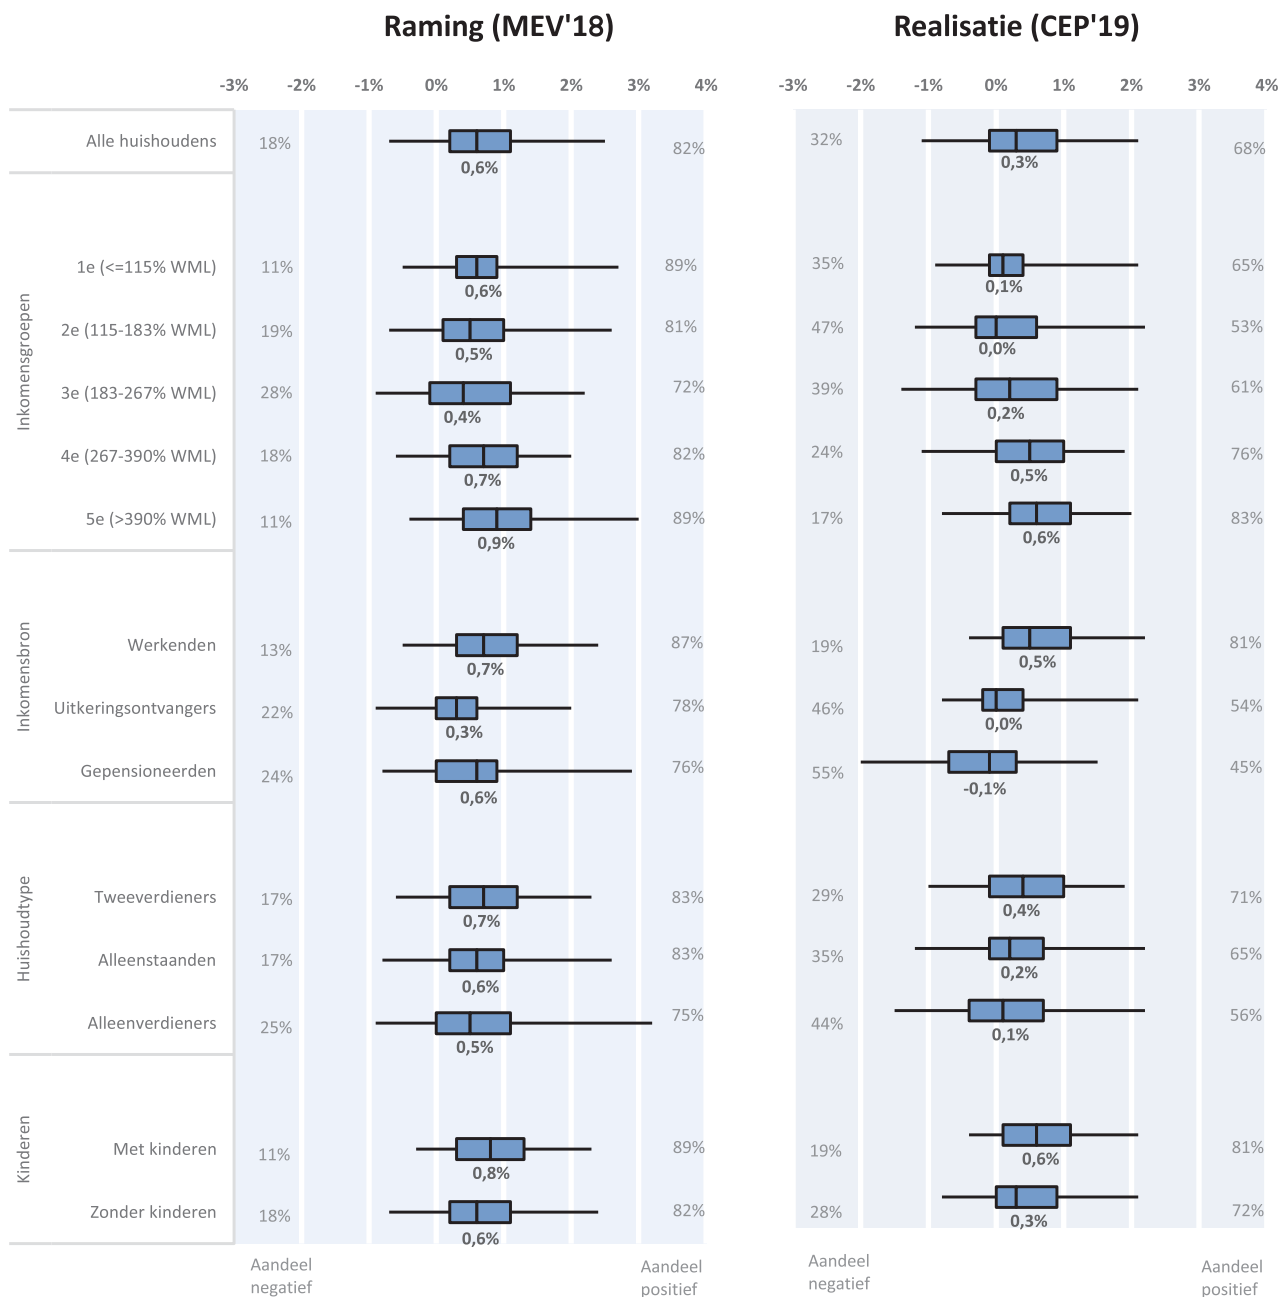 Raming (MEV'18)
Realisatie (CEP'19)
-3% -2% -1% 0% 1% 2% 3% 4%
-3% -2% -1% 0% 1% 2% 3% 4%
Alle huishoudens 18% 0,6% 82% 32% 0,3% 68%
Inkomensgroepen
1e (<=115% WML) 11% 0,6% 89% 35% 0,1% 65%
2e (115-183% WML) 19% 0,5% 81% 47% 0,0% 53%
3e (183-267% WML) 28% 0,4% 72% 39% 0,2% 61%
4e (267-390% WML) 18% 0,7% 82% 24% 0,5% 76%
5e (>390% WML) 11% 0,9% 89% 17% 0,6% 83%
Inkomensbron
Werkenden 13% 0,7% 87% 19% 0,5% 81%
Uitkeringsontvangers 22% 0,3% 78% 46% 0,0% 54%
Gepensioneerden 24% 0,6% 76% 55% -0,1% 45%
Huishoudtype
Tweeverdieners 17% 0,7% 83% 29% 0,4% 71%
Alleenstaanden 17% 0,6% 83% 35% 0,2% 65%
Alleenverdieners 25% 0,5% 75% 44% 0,1% 56%
Kinderen
Met kinderen 11% 0,8% 89% 19% 0,6% 81%
Zonder kinderen 18% 0,6% 82% 28% 0,3% 72%
Aandeel
negatief
Aandeel
positief
Aandeel
negatief
Aandeel
positief